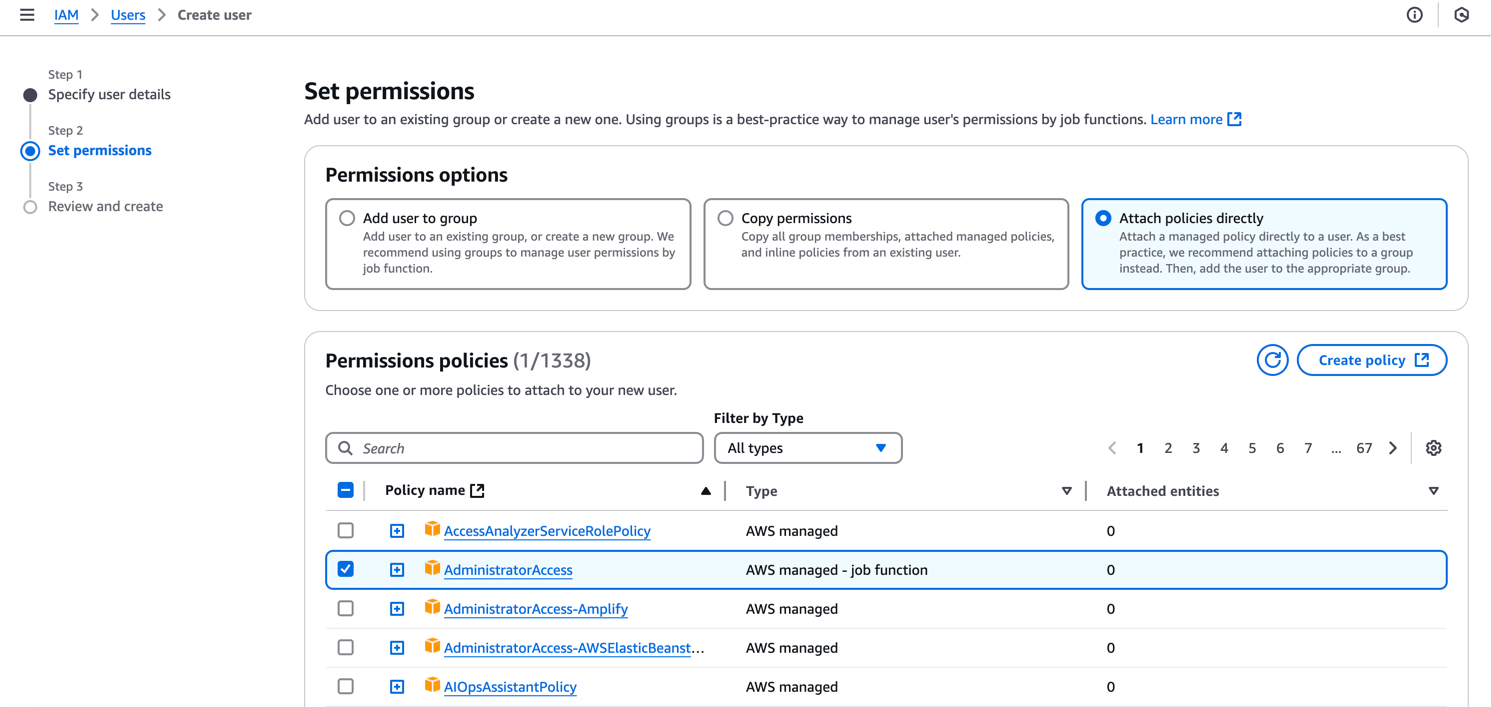 IAM > Users > Create user
Step 1
Specify user details
Step 2
Set permissions
Step 3
Review and create
Set permissions
Add user to an existing group or create a new one. Using groups is a best-practice way to manage user's permissions by job functions. Learn more
Permissions options
Add user to group
Add user to an existing group, or create a new group. We
recommend using groups to manage user permissions by
job function.
Copy permissions
Copy all group memberships, attached managed policies,
and inline policies from an existing user.
Attach policies directly
Attach a managed policy directly to a user. As a best
practice, we recommend attaching policies to a group
instead. Then, add the user to the appropriate group.
Permissions policies (1/1338)
Create policy
Choose one or more policies to attach to your new user.
Filter by Type
Search
All types
1 2 3 4 5 6 7 ... 67
Policy name Type Attached entities
AccessAnalyzerServiceRolePolicy AWS managed 0
AdministratorAccess AWS managed - job function 0
AdministratorAccess-Amplify AWS managed 0
AdministratorAccess-AWSElasticBeanst... AWS managed 0
AIOpsAssistantPolicy AWS managed 0